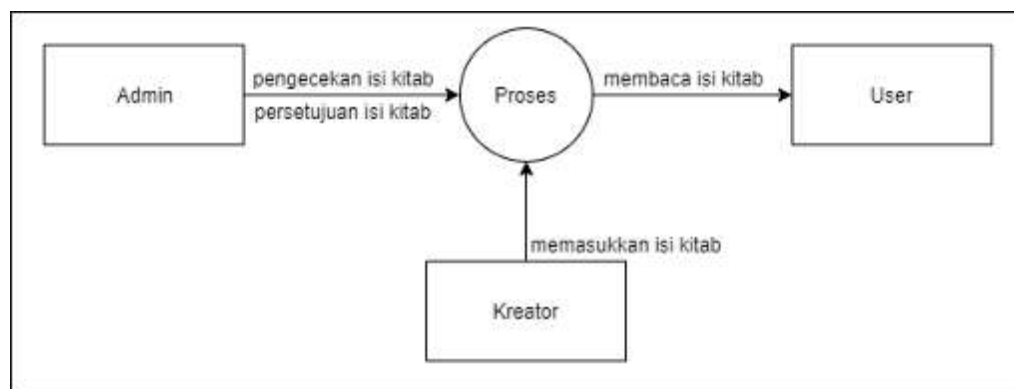 Admin
pengecekan isi kitab
persetujuan isi kitab
Proses
membaca isi kitab
User
memasukkan isi kitab
Kreator